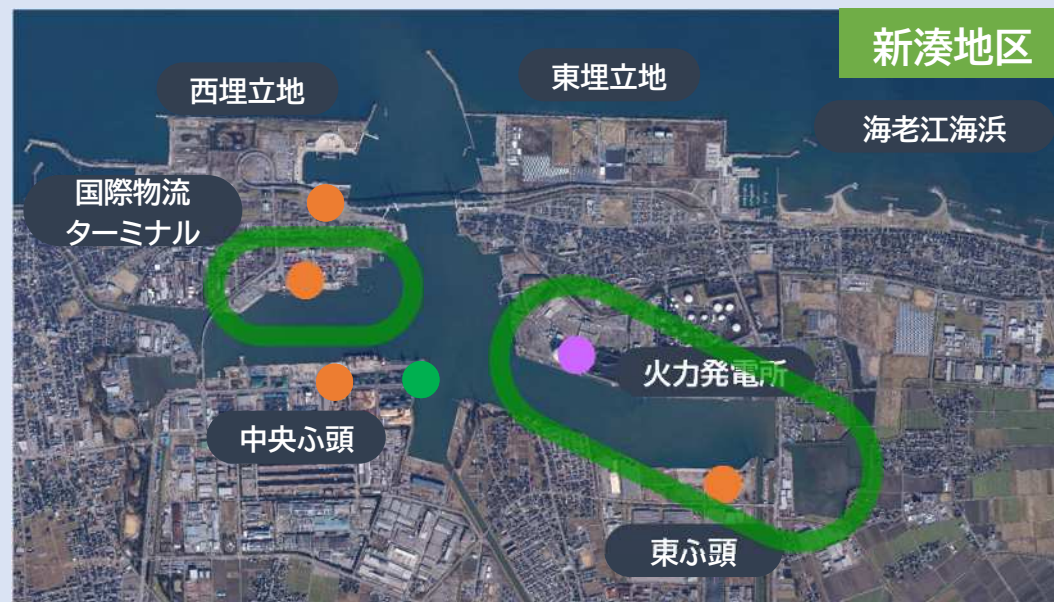 新湊地区
西埋立地
東埋立地
海老江海浜
国際物流
ターミナル
火力発電所
中央ふ頭
東ふ頭